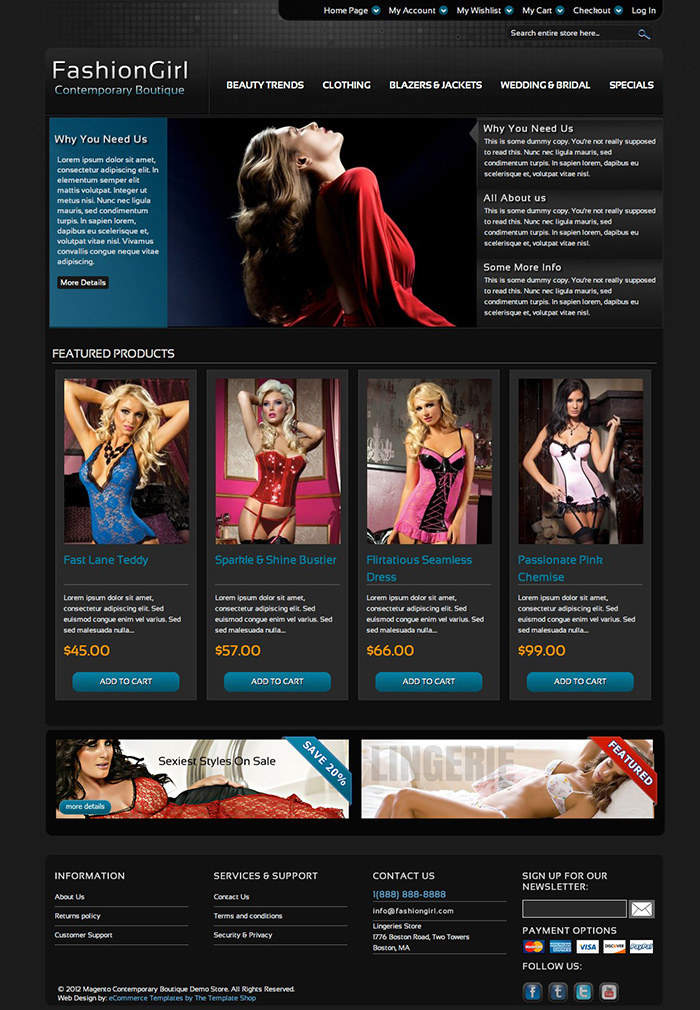 Home Page My Account My Wishlist My Cart Checkout Log In
Search entire store here...
FashionGirl
Contemporary Boutique
BEAUTY TRENDS CLOTHING BLAZERS & JACKETS WEDDING & BRIDAL SPECIALS
Why You Need Us
Lorem ipsum dolor sit amet,
consectetur adipiscing elit. In
elementum semper elit
mattis volutpat. Integer ut
metus nisi. Nunc nec ligula
mauris, sed condimentum
turpis. In sapien lorem,
dapibus eu scelerisque et,
volutpat vitae nisl. Vivamus
convallis congue neque vitae
adipiscing.
More Details
Why You Need Us
This is some dummy copy. You're not really supposed
to read this. Nunc nec ligula mauris, sed
condimentum turpis. In sapien lorem, dapibus eu
scelerisque et, volutpat vitae nisl.
All About us
This is some dummy copy. You're not really supposed
to read this. Nunc nec ligula mauris, sed
condimentum turpis. In sapien lorem, dapibus eu
scelerisque et, volutpat vitae nisl.
Some More Info
This is some dummy copy. You're not really supposed
to read this. Nunc nec ligula mauris, sed
condimentum turpis. In sapien lorem, dapibus eu
scelerisque et, volutpat vitae nisl.
FEATURED PRODUCTS
Fast Lane Teddy
Lorem ipsum dolor sit amet,
consectetur adipiscing elit. Sed
euismod congue enim vel varius. Sed
sed malesuada nulla...
$45.00
ADD TO CART
Sparkle & Shine Bustier
Lorem ipsum dolor sit amet,
consectetur adipiscing elit. Sed
euismod congue enim vel varius. Sed
sed malesuada nulla...
$57.00
ADD TO CART
Flirtatious Seamless
Dress
Lorem ipsum dolor sit amet,
consectetur adipiscing elit. Sed
euismod congue enim vel varius. Sed
sed malesuada nulla...
$66.00
ADD TO CART
Passionate Pink
Chemise
Lorem ipsum dolor sit amet,
consectetur adipiscing elit. Sed
euismod congue enim vel varius. Sed
sed malesuada nulla...
$99.00
ADD TO CART
Sexiest Styles On Sale
SAVE 20%
more details
LINGERIE
FEATURED
INFORMATION
About Us
Returns policy
Customer Support
SERVICES & SUPPORT
Contact Us
Terms and conditions
Security & Privacy
CONTACT US
1(888) 888-8888
info@fashiongirl.com
Lingeries Store
1776 Boston Road, Two Towers
Boston, MA
SIGN UP FOR OUR
NEWSLETTER:
PAYMENT OPTIONS
MasterCard AMERICAN EXPRESS VISA DISCOVER PayPal
FOLLOW US:
f t t You Tube
© 2012 Magento Contemporary Boutique Demo Store. All Rights Reserved.
Web Design by: eCommerce Templates by The Template Shop